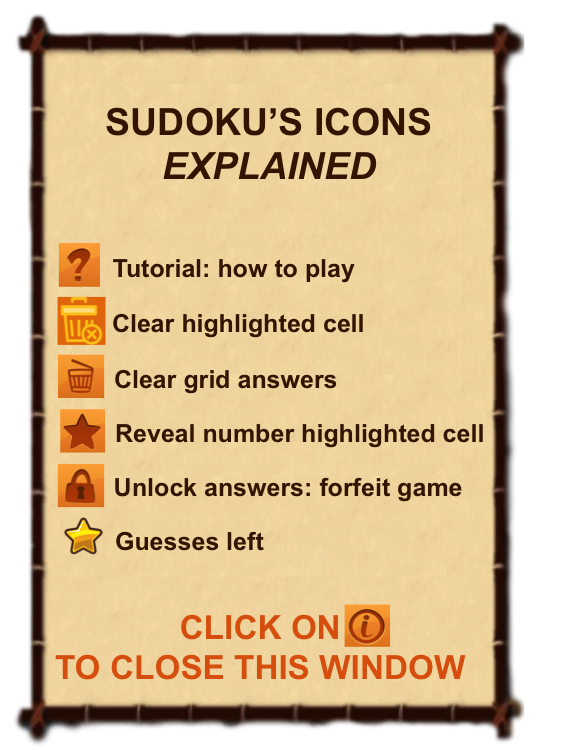 SUDOKU’S ICONS
EXPLAINED
? Tutorial: how to play
Clear highlighted cell
Clear grid answers
Reveal number highlighted cell
Unlock answers: forfeit game
Guesses left
CLICK ON i
TO CLOSE THIS WINDOW